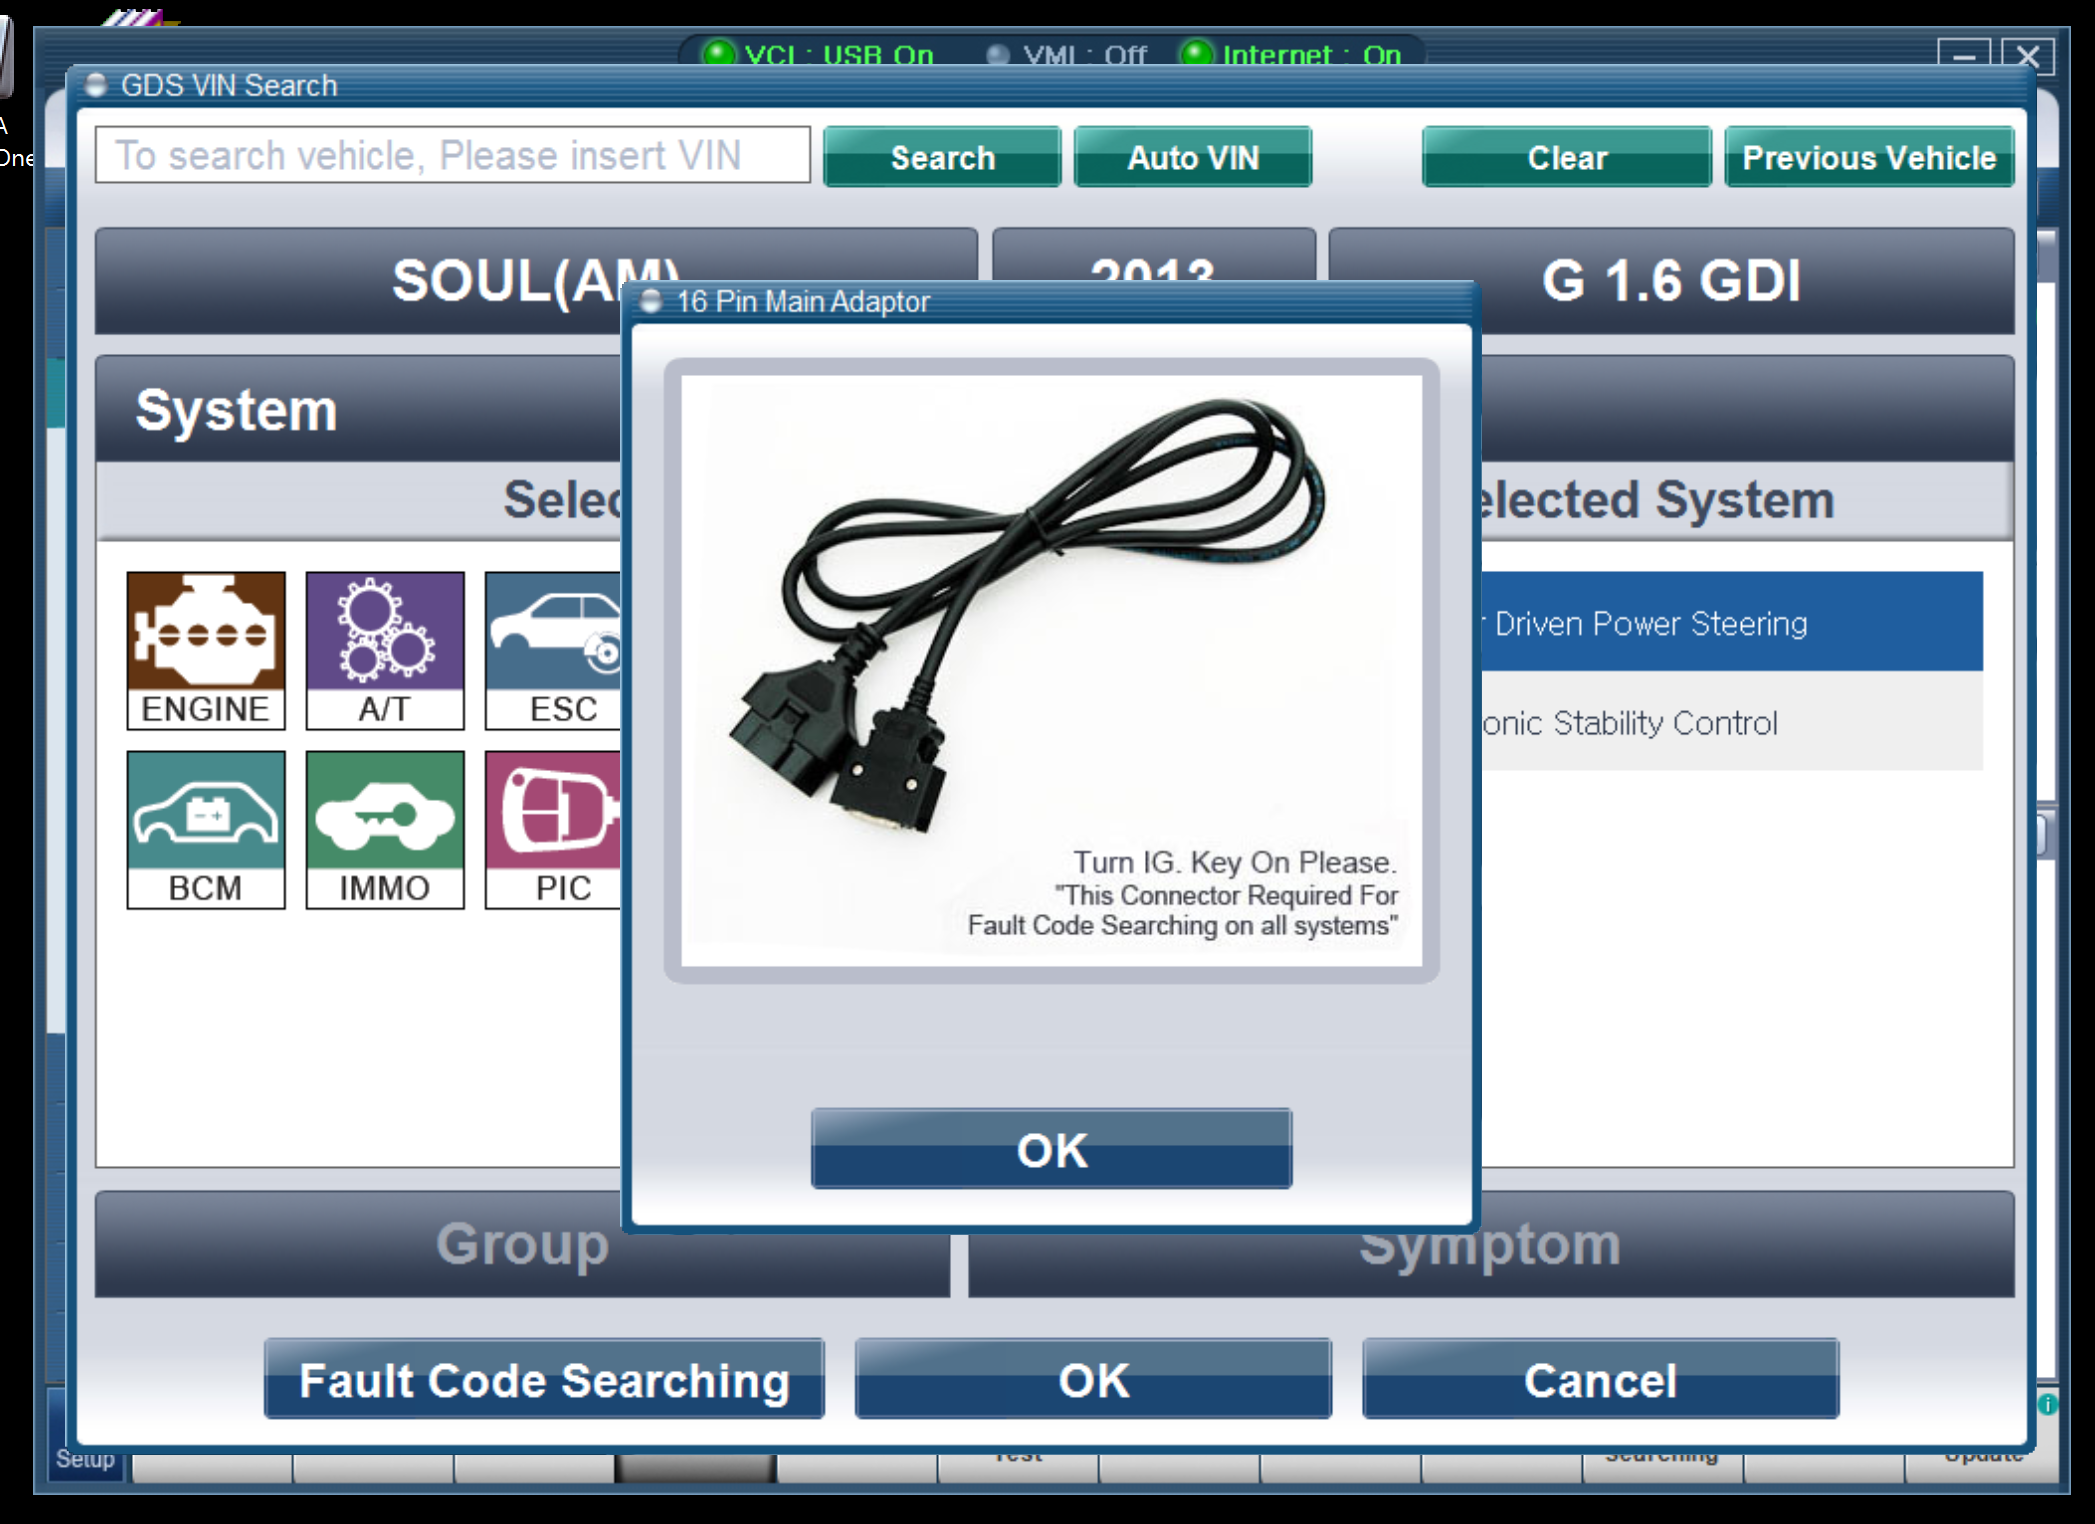 VCI : USB On
VMI : Off
Internet : On
GDS VIN Search
To search vehicle, Please insert VIN
Search
Auto VIN
Clear
Previous Vehicle
SOUL(AM)
2013
G 1.6 GDI
16 Pin Main Adaptor
System
Selec
elected System
ENGINE
A/T
ESC
Driven Power Steering
onic Stability Control
BCM
IMMO
PIC
Turn IG. Key On Please.
"This Connector Required For
Fault Code Searching on all systems"
OK
Group
Symptom
Fault Code Searching
OK
Cancel
Setup
Test
Searching
Update